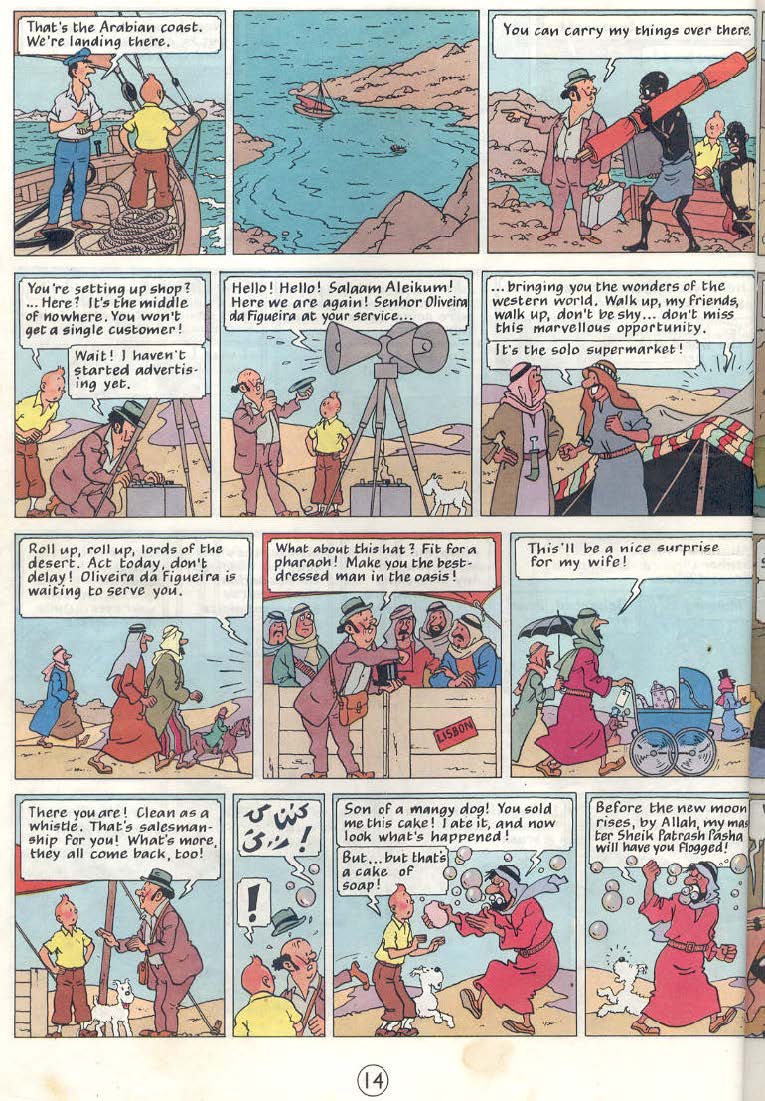 That's the Arabian coast.
We're landing there.
You can carry my things over there.
You're setting up shop?
... Here? It's the middle
of nowhere. You won't
get a single customer!
Wait! I haven't
started advertis-
ing yet.
Hello! Hello! Salaam Aleikum!
Here we are again! Senhor Oliveira
da Figueira at your service...
...bringing you the wonders of the
western world. Walk up, my friends,
walk up, don't be shy... don't miss
this marvellous opportunity.
It's the solo supermarket!
Roll up, roll up, lords of the
desert. Act today, don't
delay! Oliveira da Figueira is
waiting to serve you.
What about this hat? Fit for a
pharaoh! Make you the best-
dressed man in the oasis!
LISBON
This'll be a nice surprise
for my wife!
There you are! Clean as a
whistle. That's salesman-
ship for you! What's more,
they all come back, too!
!
Son of a mangy dog! You sold
me this cake! I ate it, and now
look what's happened!
But... but that's
a cake of
soap!
Before the new moon
rises, by Allah, my mas
ter Sheik Patrash Pasha
will have you flogged!
14